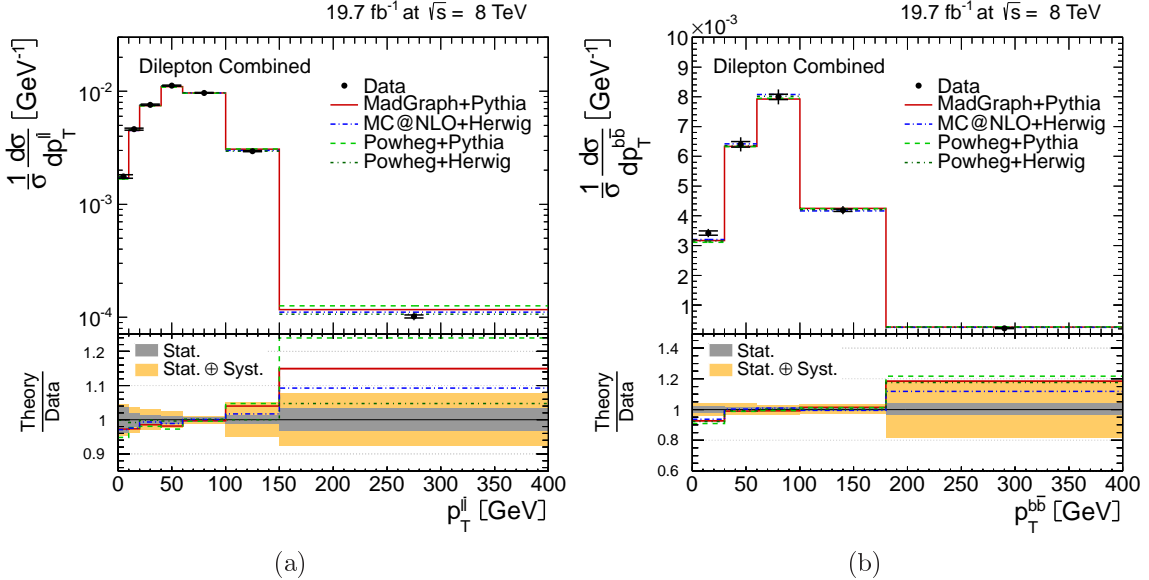 19.7 fb⁻¹ at √s = 8 TeV
Dilepton Combined
Data
MadGraph+Pythia
MC@NLO+Herwig
Powheg+Pythia
Powheg+Herwig
1/σ dσ/dp_T^{ll̄} [GeV⁻¹]
10⁻²
10⁻³
10⁻⁴
Stat.
Stat. ⊕ Syst.
Theory/Data
1.2
1.1
1
0.9
0 50 100 150 200 250 300 350 400
p_T^{ll̄} [GeV]
(a)
19.7 fb⁻¹ at √s = 8 TeV
×10⁻³
Dilepton Combined
Data
MadGraph+Pythia
MC@NLO+Herwig
Powheg+Pythia
Powheg+Herwig
1/σ dσ/dp_T^{bb̄} [GeV⁻¹]
10
9
8
7
6
5
4
3
2
1
Stat.
Stat. ⊕ Syst.
Theory/Data
1.4
1.2
1
0.8
0.6
0 50 100 150 200 250 300 350 400
p_T^{bb̄} [GeV]
(b)